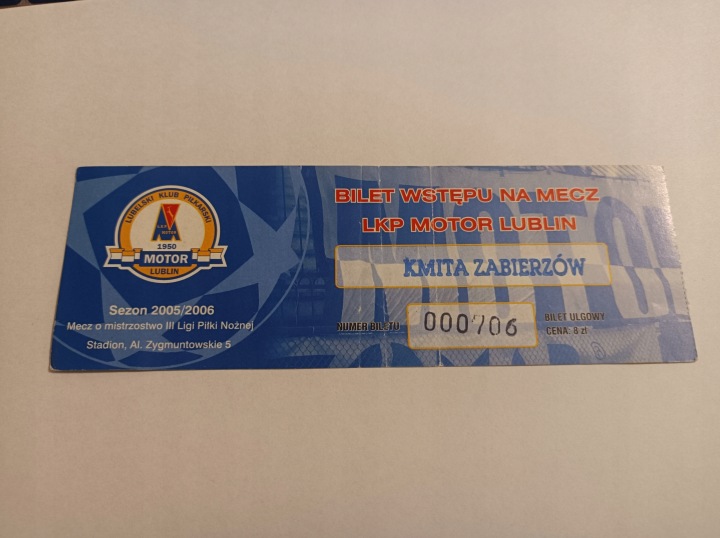 LUBELSKI KLUB PIŁKARSKI
L.K.P.
MOTOR
1950
MOTOR
LUBLIN
Sezon 2005/2006
Mecz o mistrzostwo III Ligi Piłki Nożnej
Stadion, Al. Zygmuntowskie 5
BILET WSTĘPU NA MECZ
LKP MOTOR LUBLIN
KMITA ZABIERZÓW
NUMER BILETU
000706
BILET ULGOWY
CENA: 8 zł